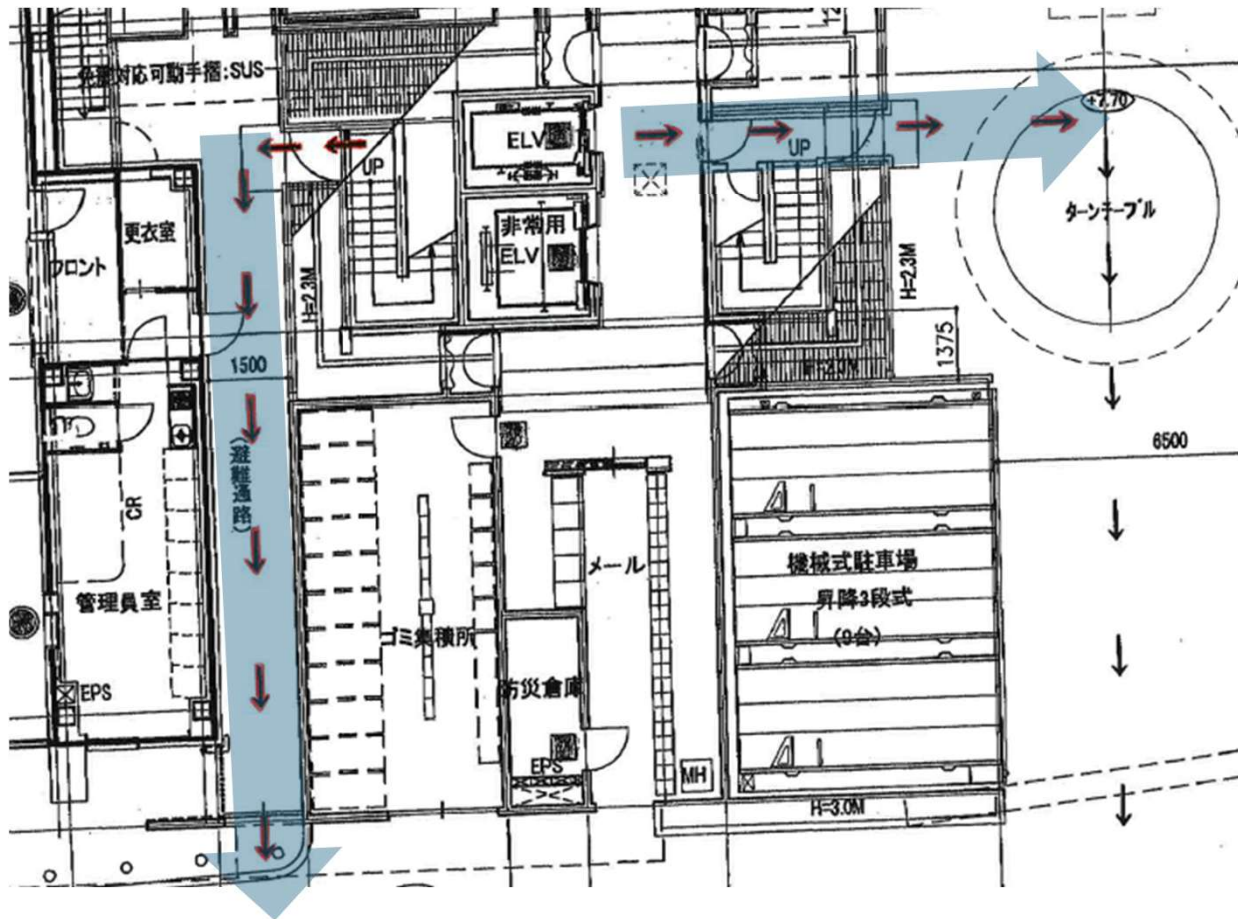 対応可動手摺:SUS
+7.70
ELV
UP
UP
ターンテーブル
更衣室
フロント
非常用
ELV
H=2.3M
H=2.3M
1375
1500
6500
(避難通路)
CR
メール
機械式駐車場
昇降3段式
(9台)
管理員室
ゴミ集積所
防災倉庫
EPS
EPS
MH
H=3.0M